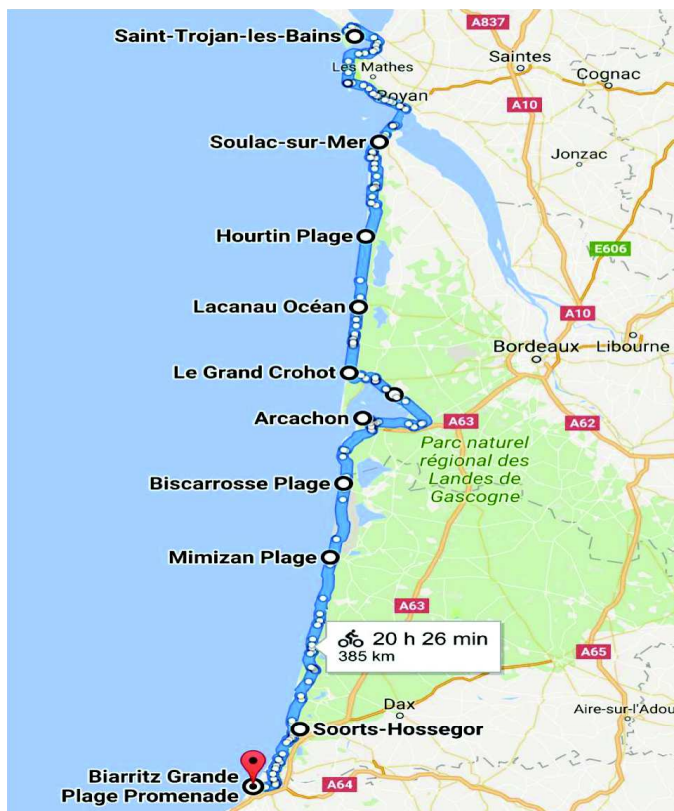 A837
Saint-Trojan-les-Bains
Saintes
Les Mathes
Cognac
Royan
A10
Soulac-sur-Mer
Jonzac
Hourtin Plage
E606
Lacanau Océan
A10
Bordeaux
Libourne
Le Grand Crohot
Arcachon
A63
A62
Parc naturel
régional des
Landes de
Gascogne
Biscarrosse Plage
Mimizan Plage
A63
20 h 26 min
385 km
A65
Dax
Aire-sur-l'Adou
Soorts-Hossegor
Biarritz Grande
Plage Promenade
A64